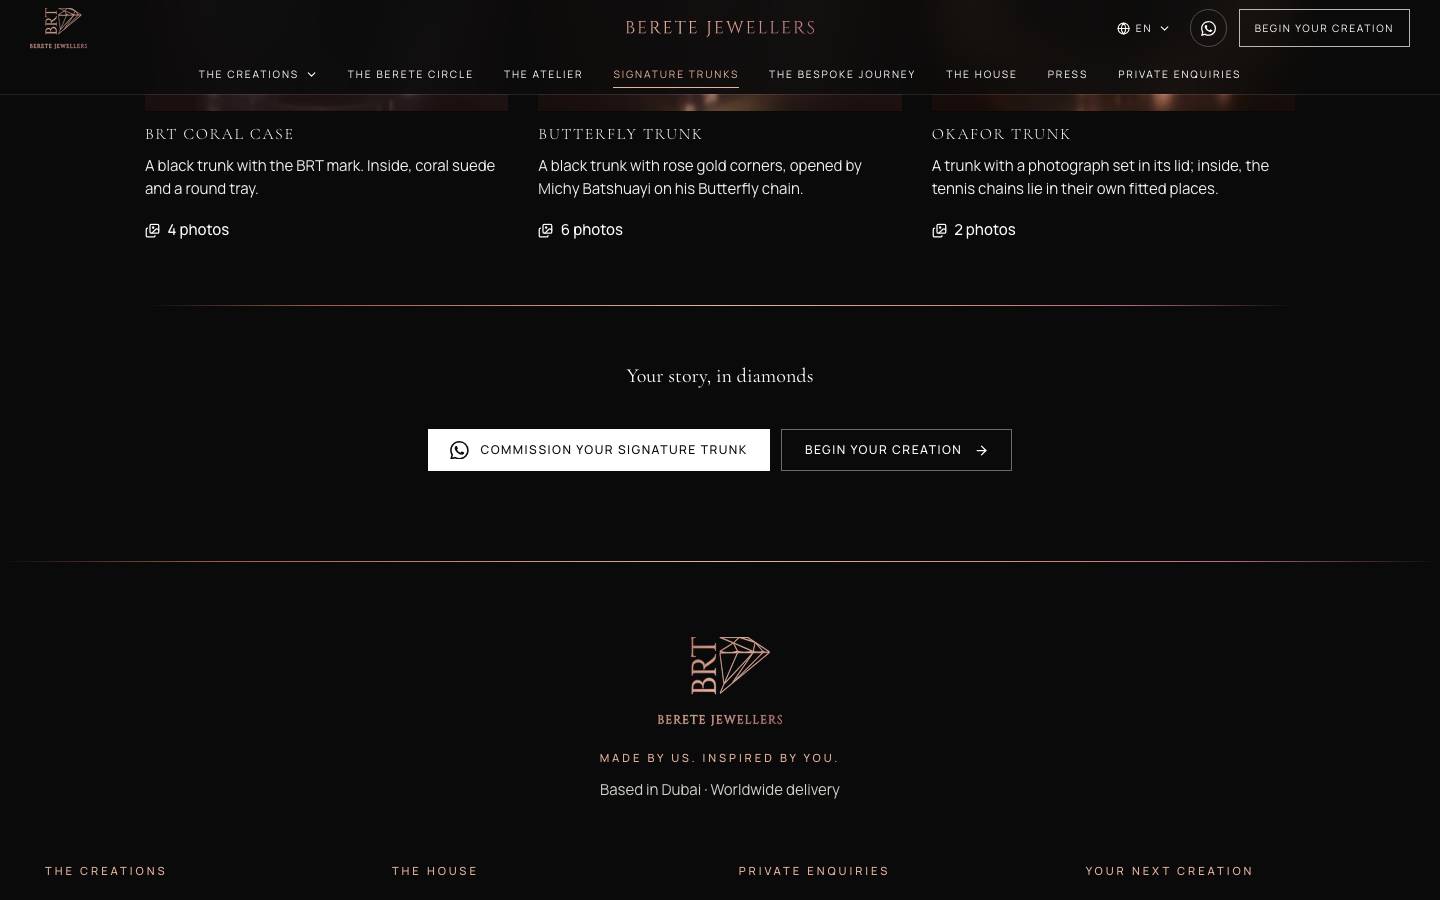 BRT
BERETE JEWELLERS
BERETE JEWELLERS
EN
BEGIN YOUR CREATION
THE CREATIONS
THE BERETE CIRCLE
THE ATELIER
SIGNATURE TRUNKS
THE BESPOKE JOURNEY
THE HOUSE
PRESS
PRIVATE ENQUIRIES
BRT CORAL CASE
A black trunk with the BRT mark. Inside, coral suede
and a round tray.
4 photos
BUTTERFLY TRUNK
A black trunk with rose gold corners, opened by
Michy Batshuayi on his Butterfly chain.
6 photos
OKAFOR TRUNK
A trunk with a photograph set in its lid; inside, the
tennis chains lie in their own fitted places.
2 photos
Your story, in diamonds
COMMISSION YOUR SIGNATURE TRUNK
BEGIN YOUR CREATION
BRT
BERETE JEWELLERS
MADE BY US. INSPIRED BY YOU.
Based in Dubai · Worldwide delivery
THE CREATIONS
THE HOUSE
PRIVATE ENQUIRIES
YOUR NEXT CREATION